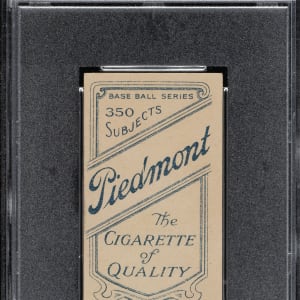 BASE BALL SERIES
350
SUBJECTS
Piedmont
The
CIGARETTE
of
QUALITY